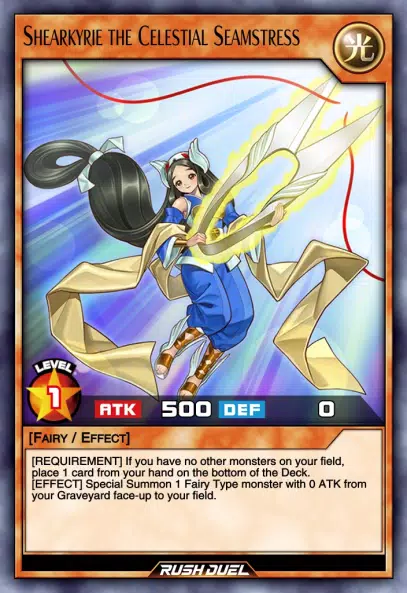 Shearkyrie the Celestial Seamstress
光
LEVEL
1
ATK 500 DEF 0
[Fairy / Effect]
[REQUIREMENT] If you have no other monsters on your field,
place 1 card from your hand on the bottom of the Deck.
[EFFECT] Special Summon 1 Fairy Type monster with 0 ATK from
your Graveyard face-up to your field.
RUSH DUEL